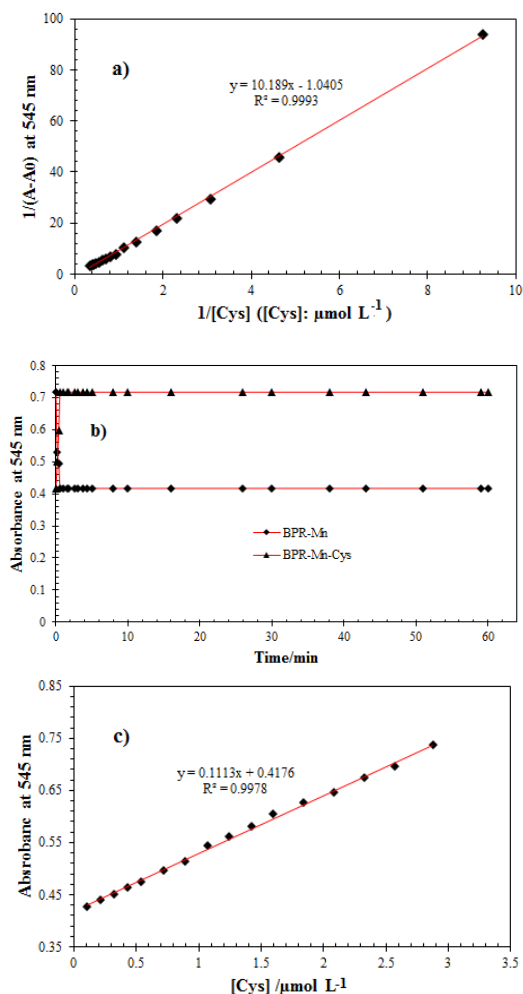 100
80
60
40
20
0
1/(A-A0) at 545 nm
a)
y = 10.189x - 1.0405
R² = 0.9993
0 2 4 6 8 10
1/[Cys] ([Cys]: µmol L⁻¹ )
0.8
0.7
0.6
0.5
0.4
0.3
0.2
0.1
0
Absorbance at 545 nm
b)
BPR-Mn
BPR-Mn-Cys
0 10 20 30 40 50 60
Time/min
0.85
0.75
0.65
0.55
0.45
0.35
Absrobanc at 545 nm
c)
y = 0.1113x + 0.4176
R² = 0.9978
0 0.5 1 1.5 2 2.5 3 3.5
[Cys] /µmol L⁻¹